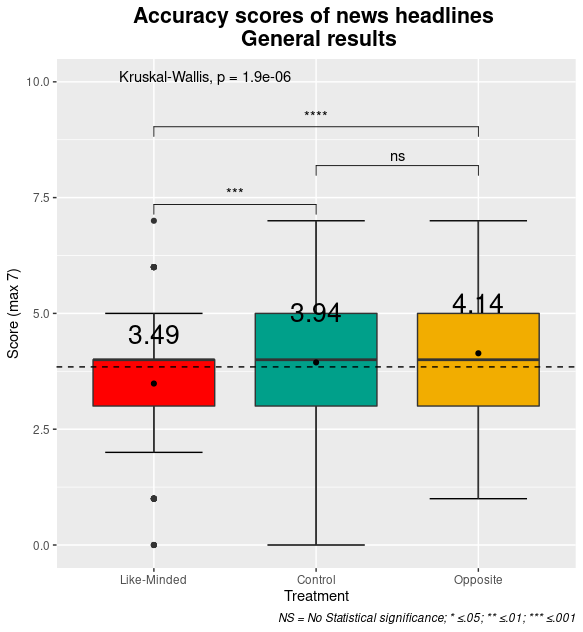 Accuracy scores of news headlines
General results
10.0
Kruskal-Wallis, p = 1.9e-06
****
ns
7.5
***
5.0
3.49
3.94
4.14
2.5
0.0
Score (max 7)
Like-Minded
Control
Opposite
Treatment
NS = No Statistical significance; * ≤.05; ** ≤.01; *** ≤.001